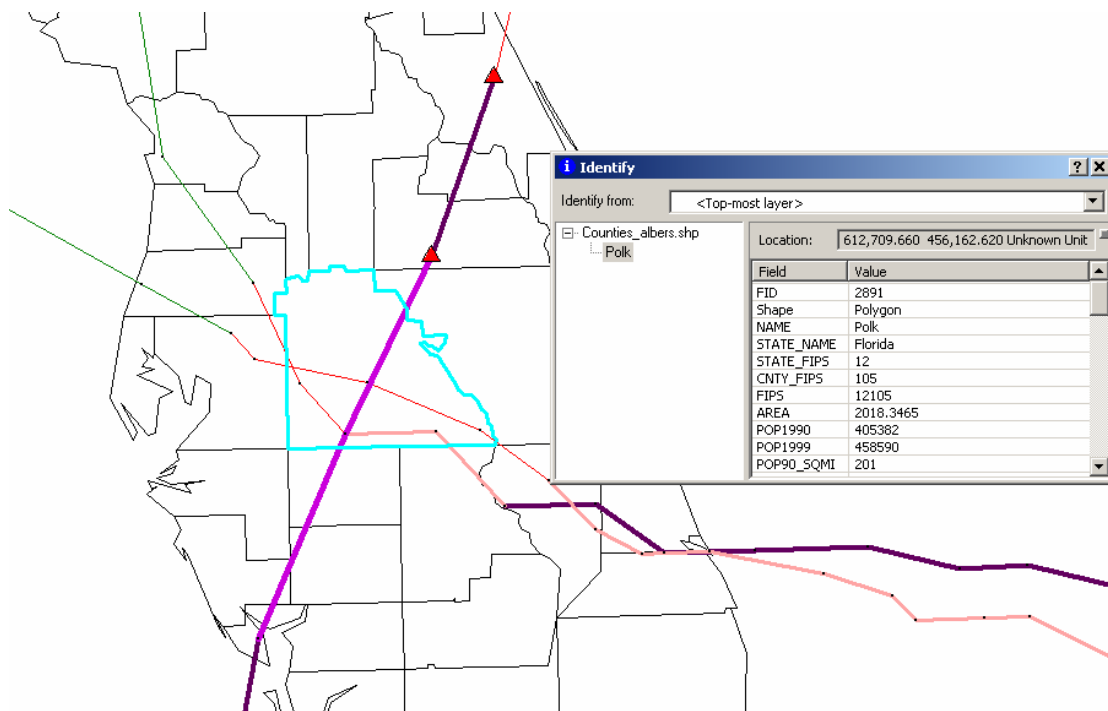 Identify
Identify from: <Top-most layer>
Counties_albers.shp
Polk
Location: 612,709.660 456,162.620 Unknown Unit
Field Value
FID 2891
Shape Polygon
NAME Polk
STATE_NAME Florida
STATE_FIPS 12
CNTY_FIPS 105
FIPS 12105
AREA 2018.3465
POP1990 405382
POP1999 458590
POP90_SQMI 201